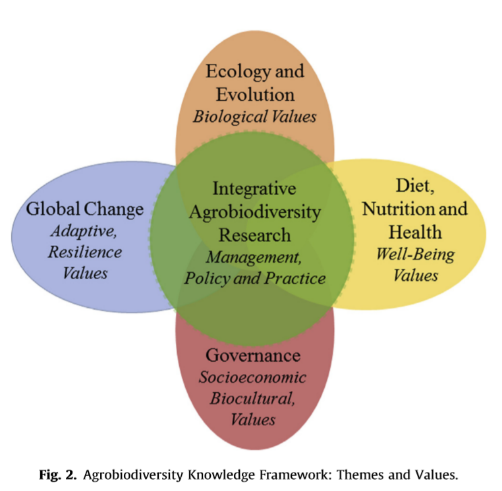 Ecology and
Evolution
Biological Values
Global Change
Adaptive,
Resilience
Values
Integrative
Agrobiodiversity
Research
Management,
Policy and Practice
Diet,
Nutrition and
Health
Well-Being
Values
Governance
Socioeconomic
Biocultural,
Values
Fig. 2. Agrobiodiversity Knowledge Framework: Themes and Values.